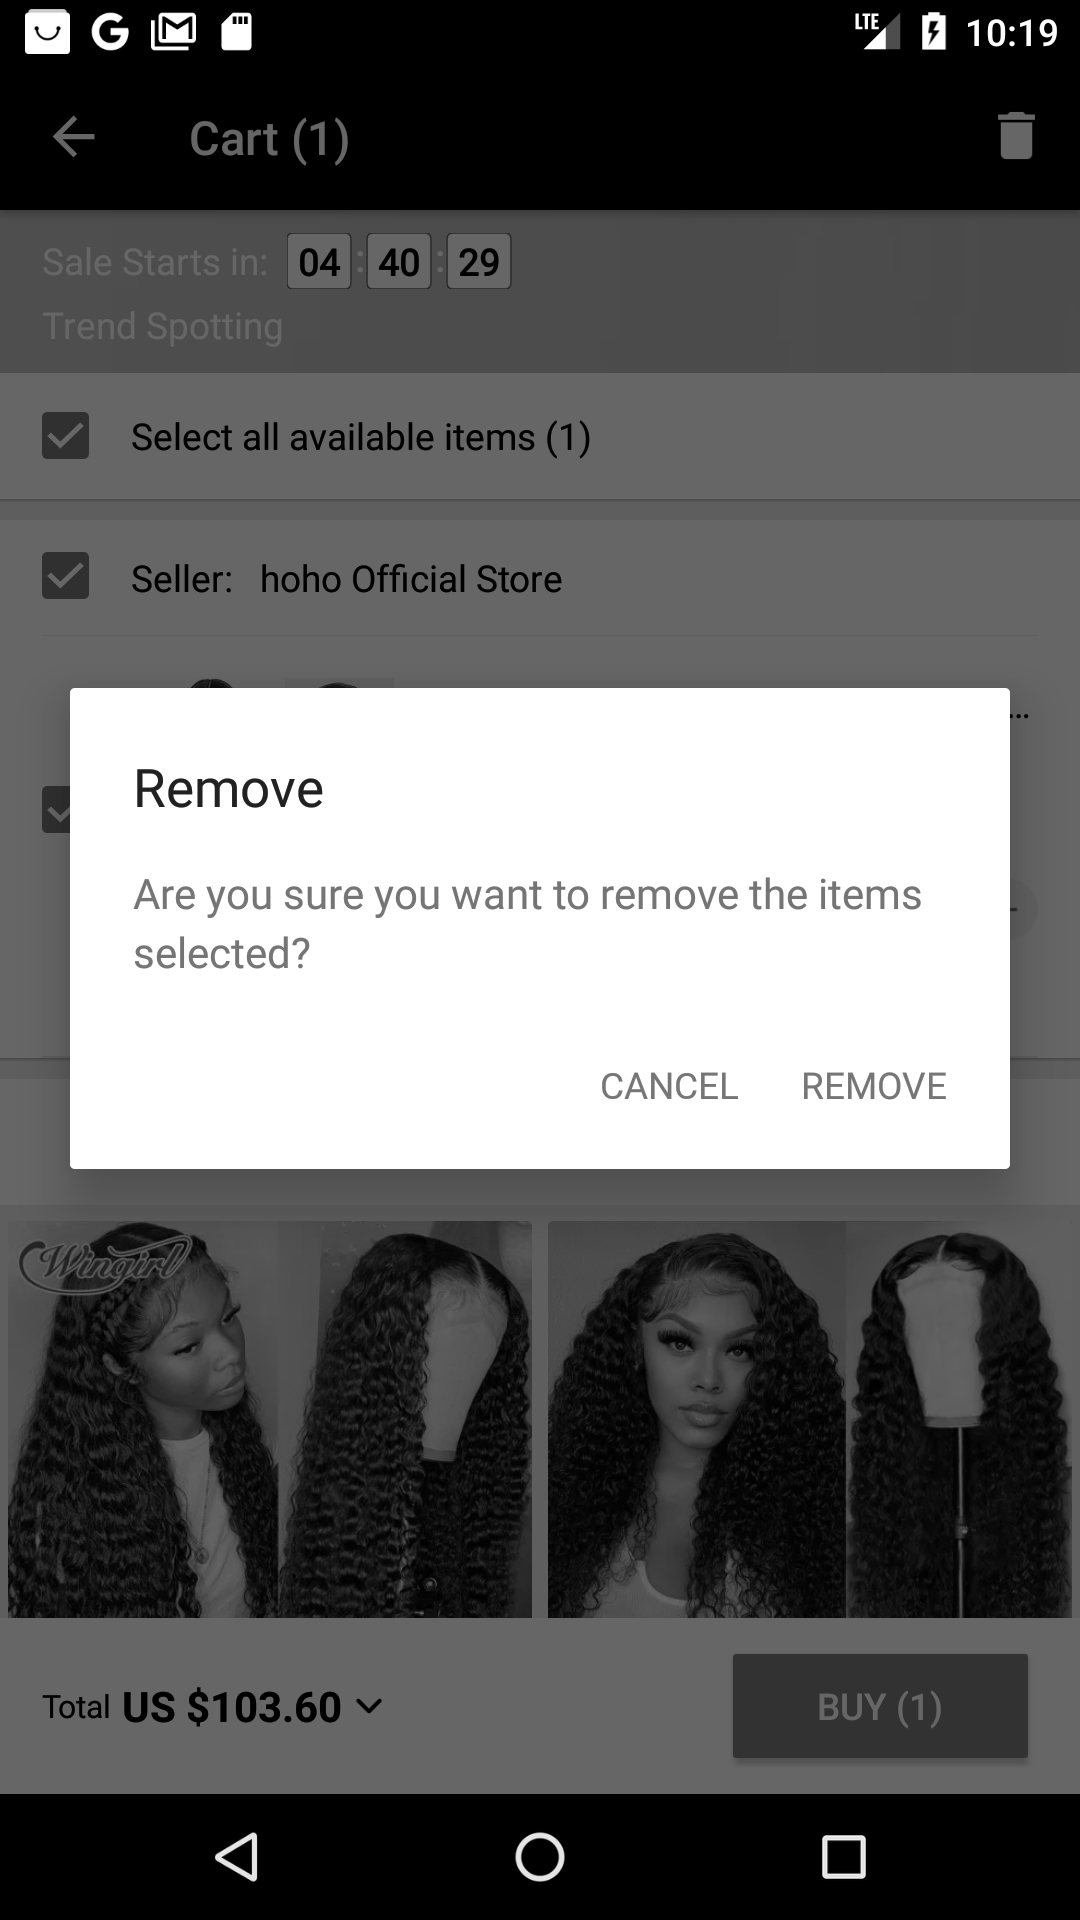 LTE 10:19
Cart (1)
Sale Starts in: 04 : 40 : 29
Trend Spotting
Select all available items (1)
Seller: hoho Official Store
...
Remove
Are you sure you want to remove the items
selected?
CANCEL REMOVE
Wingirl
Total US $103.60
BUY (1)